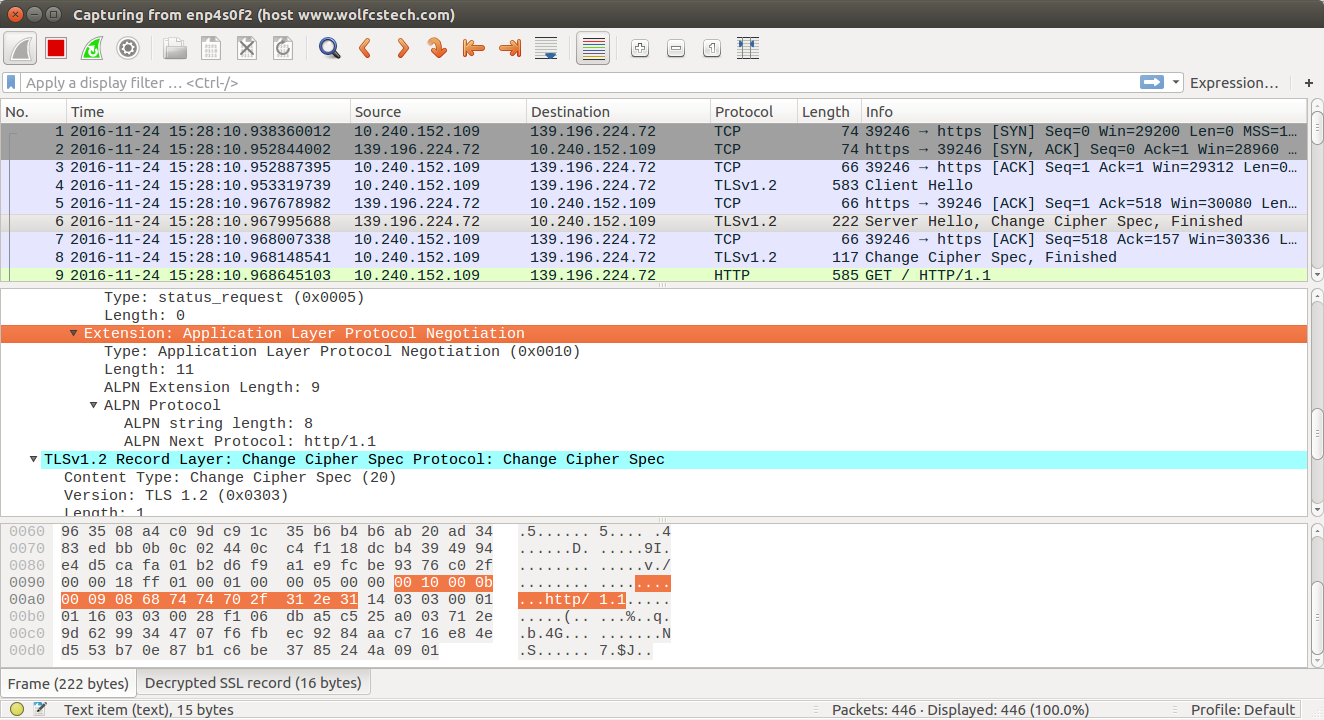 Capturing from enp4s0f2 (host www.wolfcstech.com)
Apply a display filter … <Ctrl-/>
Expression…
+
No. Time Source Destination Protocol Length Info
1 2016-11-24 15:28:10.938360012 10.240.152.109 139.196.224.72 TCP 74 39246 → https [SYN] Seq=0 Win=29200 Len=0 MSS=1…
2 2016-11-24 15:28:10.952844002 139.196.224.72 10.240.152.109 TCP 74 https → 39246 [SYN, ACK] Seq=0 Ack=1 Win=28960 …
3 2016-11-24 15:28:10.952887395 10.240.152.109 139.196.224.72 TCP 66 39246 → https [ACK] Seq=1 Ack=1 Win=29312 Len=0…
4 2016-11-24 15:28:10.953319739 10.240.152.109 139.196.224.72 TLSv1.2 583 Client Hello
5 2016-11-24 15:28:10.967678982 139.196.224.72 10.240.152.109 TCP 66 https → 39246 [ACK] Seq=1 Ack=518 Win=30080 Len…
6 2016-11-24 15:28:10.967995688 139.196.224.72 10.240.152.109 TLSv1.2 222 Server Hello, Change Cipher Spec, Finished
7 2016-11-24 15:28:10.968007338 10.240.152.109 139.196.224.72 TCP 66 39246 → https [ACK] Seq=518 Ack=157 Win=30336 L…
8 2016-11-24 15:28:10.968148541 10.240.152.109 139.196.224.72 TLSv1.2 117 Change Cipher Spec, Finished
9 2016-11-24 15:28:10.968645103 10.240.152.109 139.196.224.72 HTTP 585 GET / HTTP/1.1
Type: status_request (0x0005)
Length: 0
Extension: Application Layer Protocol Negotiation
Type: Application Layer Protocol Negotiation (0x0010)
Length: 11
ALPN Extension Length: 9
ALPN Protocol
ALPN string length: 8
ALPN Next Protocol: http/1.1
TLSv1.2 Record Layer: Change Cipher Spec Protocol: Change Cipher Spec
Content Type: Change Cipher Spec (20)
Version: TLS 1.2 (0x0303)
Length: 1
0060 96 35 08 a4 c0 9d c9 1c 35 b6 b4 b6 ab 20 ad 34 .5...... 5.... .4
0070 83 ed bb 0b 0c 02 44 0c c4 f1 18 dc b4 39 49 94 ......D. .....9I.
0080 e4 d5 ca fa 01 b2 d6 f9 a1 e9 fc be 93 76 c0 2f ........ .....v./
0090 00 00 18 ff 01 00 01 00 00 05 00 00 00 10 00 0b ........ ........
00a0 00 09 08 68 74 74 70 2f 31 2e 31 14 03 03 00 01 ...http/ 1.1.....
00b0 01 16 03 03 00 28 f1 06 db a5 c5 25 a0 03 71 2e .....(.. ...%..q.
00c0 9d 62 99 34 47 07 f6 fb ec 92 84 aa c7 16 e8 4e .b.4G... .......N
00d0 d5 53 b7 0e 87 b1 c6 be 37 85 24 4a 09 01 .S...... 7.$J..
Frame (222 bytes) Decrypted SSL record (16 bytes)
Text item (text), 15 bytes Packets: 446 · Displayed: 446 (100.0%) Profile: Default